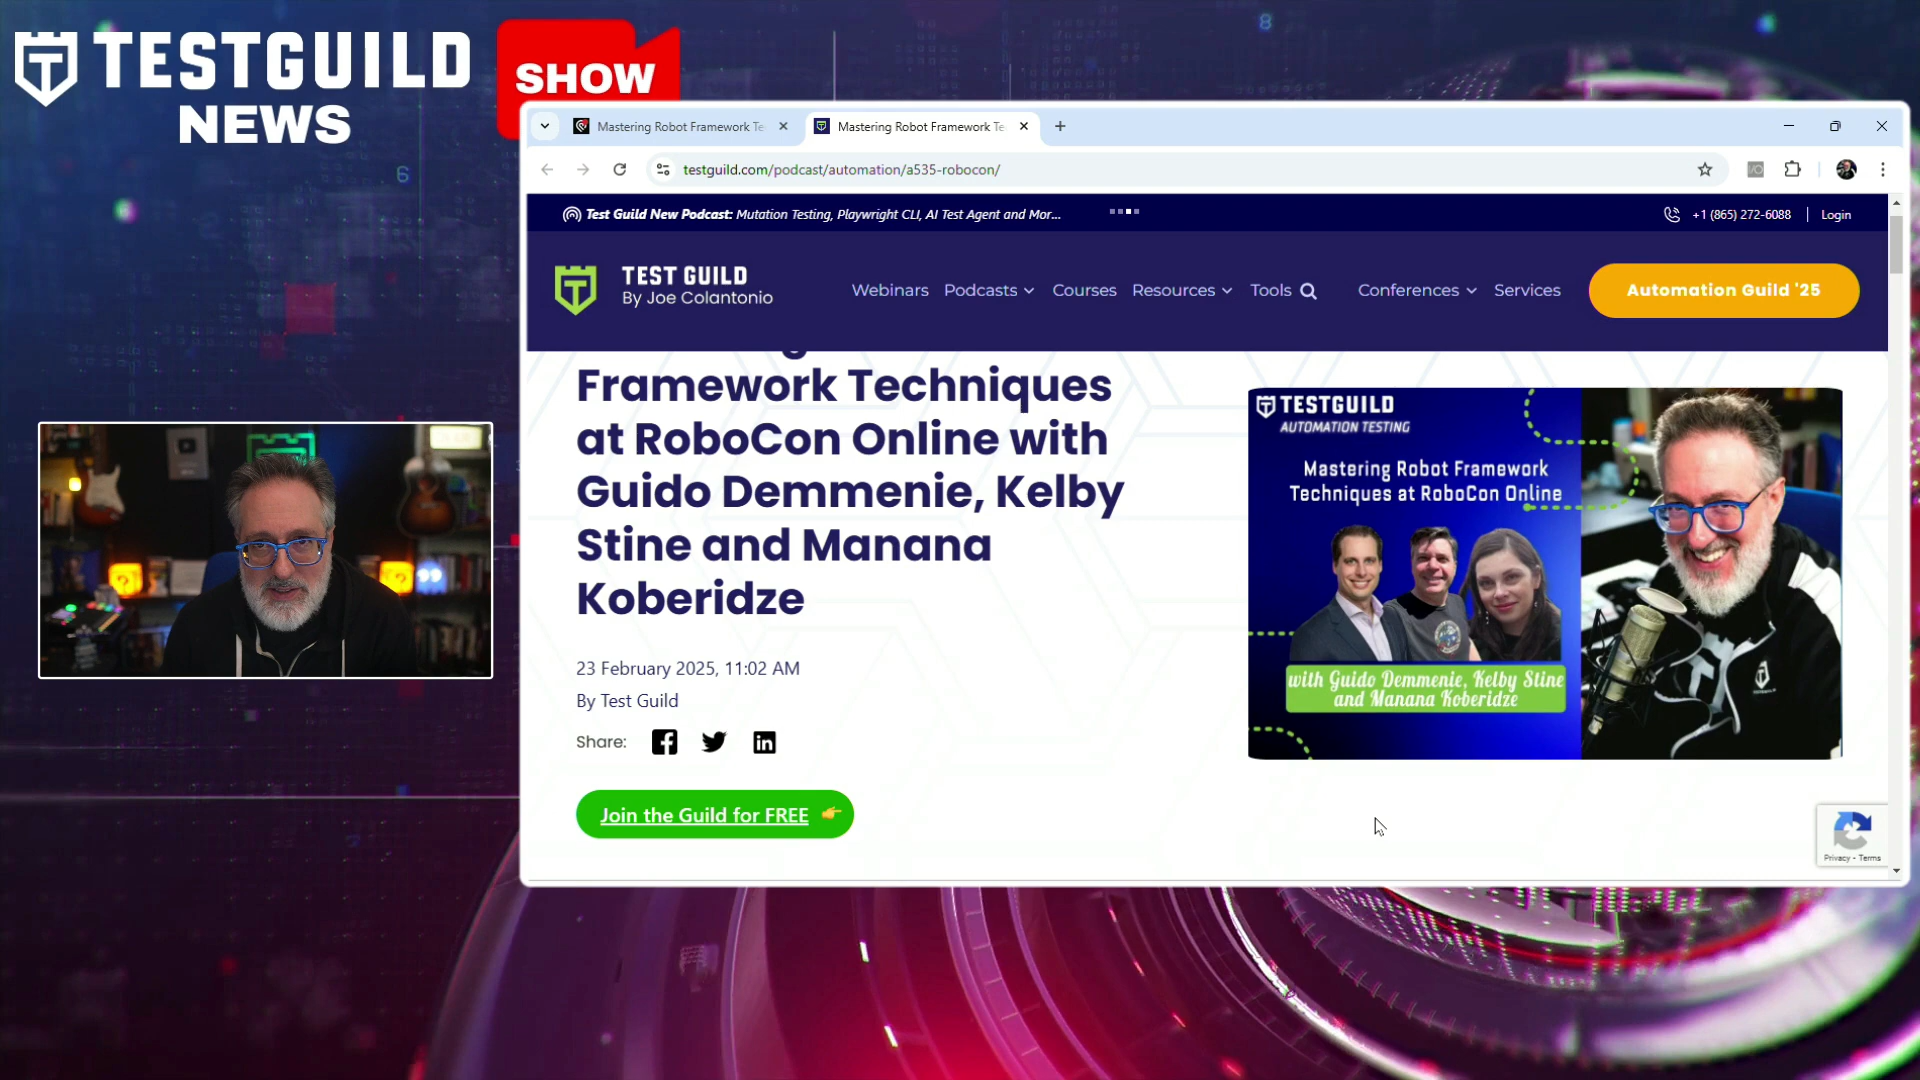 TESTGUILD
NEWS
SHOW
Mastering Robot Framework Te
Mastering Robot Framework Te
testguild.com/podcast/automation/a535-robocon/
Test Guild New Podcast: Mutation Testing, Playwright CLI, AI Test Agent and Mor...
+1 (865) 272-6088
Login
TEST GUILD
By Joe Colantonio
Webinars
Podcasts
Courses
Resources
Tools
Conferences
Services
Automation Guild '25
Framework Techniques
at RoboCon Online with
Guido Demmenie, Kelby
Stine and Manana
Koberidze
23 February 2025, 11:02 AM
By Test Guild
Share:
Join the Guild for FREE
TESTGUILD
AUTOMATION TESTING
Mastering Robot Framework
Techniques at RoboCon Online
with Guido Demmenie, Kelby Stine
and Manana Koberidze
Privacy - Terms